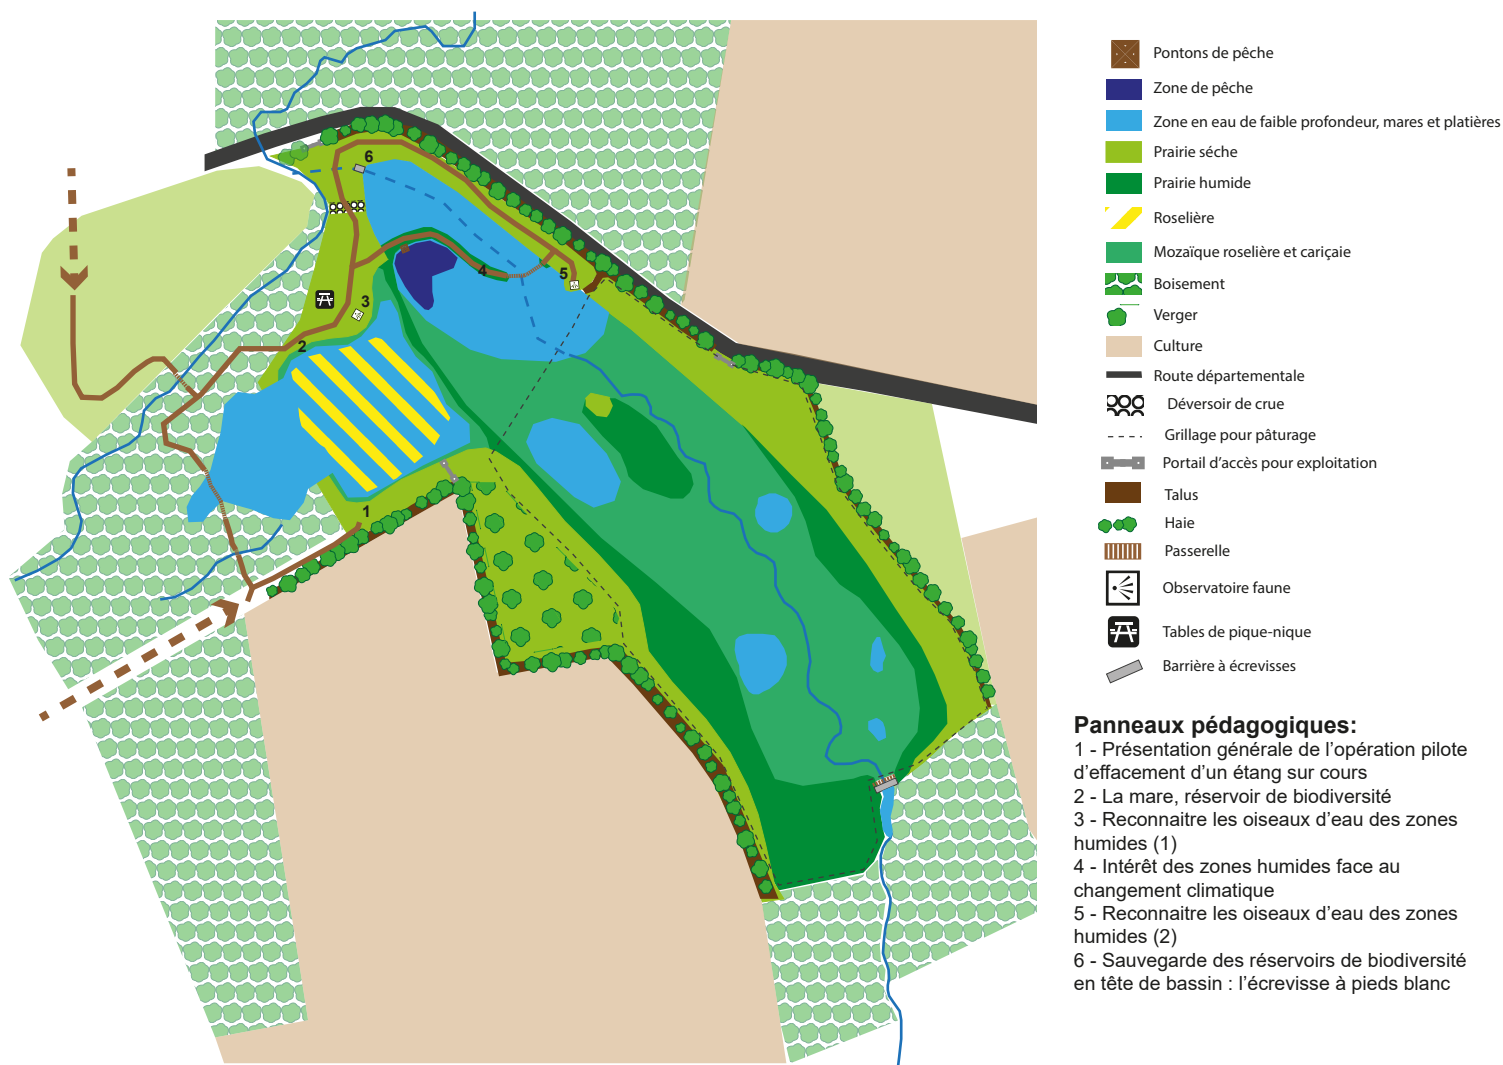 6
5
4
3
2
1
Pontons de pêche
Zone de pêche
Zone en eau de faible profondeur, mares et platières
Prairie séche
Prairie humide
Roselière
Mozaïque roselière et cariçaie
Boisement
Verger
Culture
Route départementale
Déversoir de crue
Grillage pour pâturage
Portail d'accès pour exploitation
Talus
Haie
Passerelle
Observatoire faune
Tables de pique-nique
Barrière à écrevisses
Panneaux pédagogiques:
1 - Présentation générale de l'opération pilote
d'effacement d'un étang sur cours
2 - La mare, réservoir de biodiversité
3 - Reconnaitre les oiseaux d'eau des zones
humides (1)
4 - Intérêt des zones humides face au
changement climatique
5 - Reconnaitre les oiseaux d'eau des zones
humides (2)
6 - Sauvegarde des réservoirs de biodiversité
en tête de bassin : l'écrevisse à pieds blanc